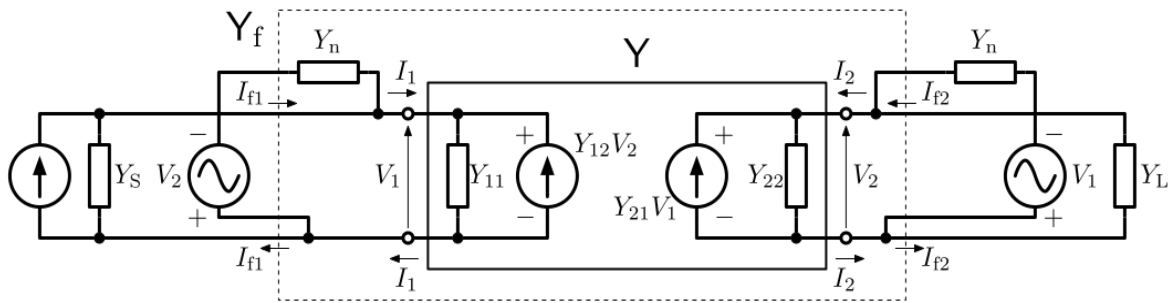 Y_f
Y_n
I_1
Y
I_2
Y_n
I_f1
I_f2
−
+
+
−
Y_S
V_2
V_1
Y_11
Y_12V_2
Y_21V_1
Y_22
V_2
V_1
Y_L
+
−
−
+
I_f1
I_1
I_2
I_f2